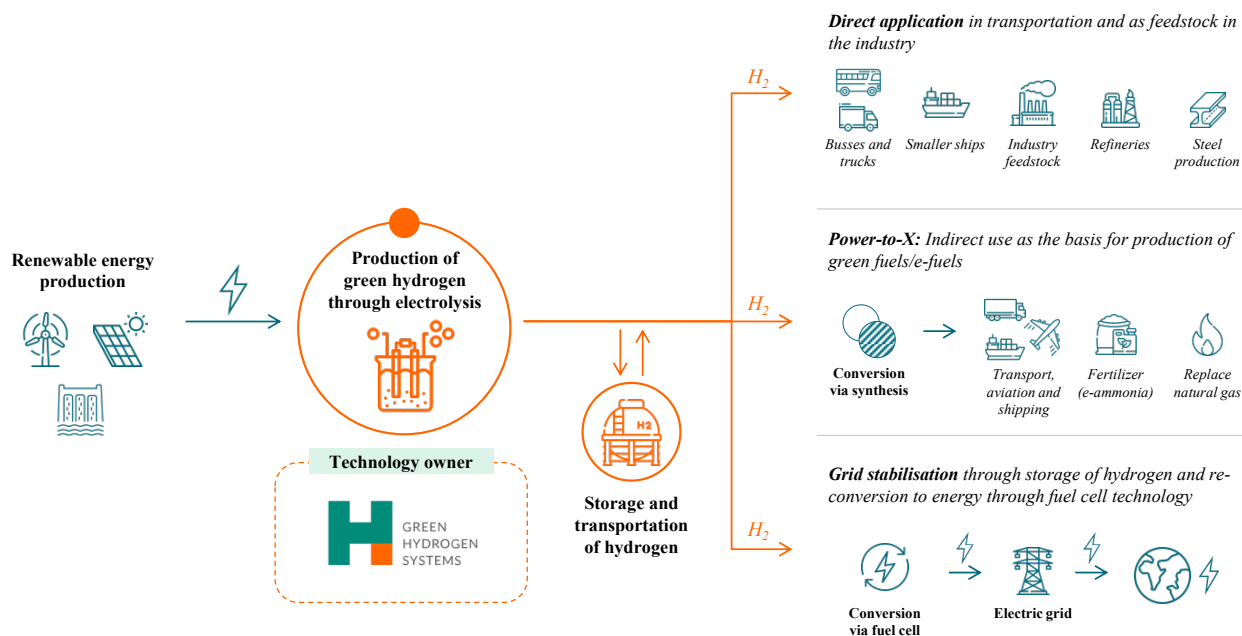 Renewable energy
production
Production of
green hydrogen
through electrolysis
Technology owner
GREEN
HYDROGEN
SYSTEMS
H2
Storage and
transportation
of hydrogen
H2
H2
H2
Direct application in transportation and as feedstock in
the industry
Busses and
trucks
Smaller ships
Industry
feedstock
Refineries
Steel
production
Power-to-X: Indirect use as the basis for production of
green fuels/e-fuels
Conversion
via synthesis
Transport,
aviation and
shipping
Fertilizer
(e-ammonia)
Replace
natural gas
Grid stabilisation through storage of hydrogen and re-
conversion to energy through fuel cell technology
Conversion
via fuel cell
Electric grid